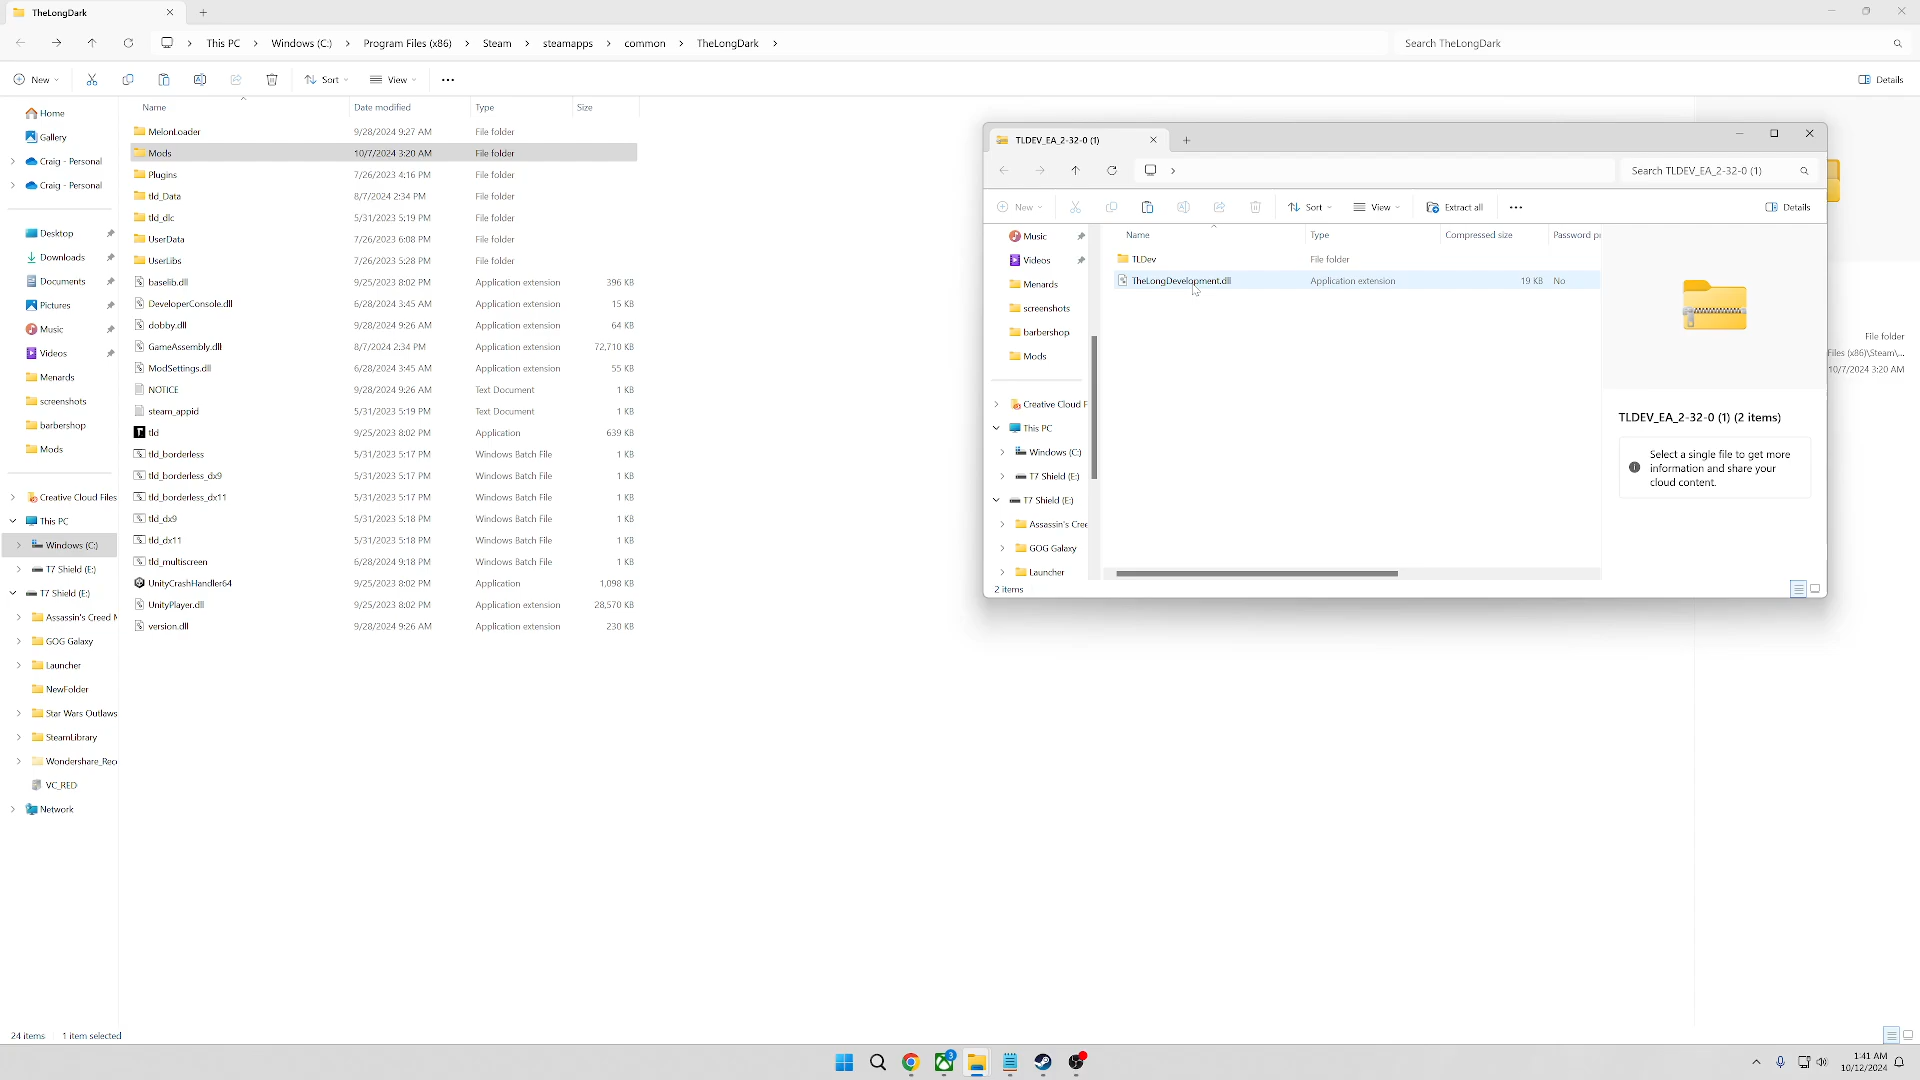 TheLongDark
This PC > Windows (C:) > Program Files (x86) > Steam > steamapps > common > TheLongDark >
Search TheLongDark
New
Sort
View
Details
Home
Gallery
Craig - Personal
Craig - Personal
Desktop
Downloads
Documents
Pictures
Music
Videos
Menards
screenshots
barbershop
Mods
Creative Cloud Files
This PC
Windows (C:)
T7 Shield (E:)
T7 Shield (E:)
Assassin's Creed M
GOG Galaxy
Launcher
NewFolder
Star Wars Outlaws
SteamLibrary
Wondershare_Reco
VC_RED
Network
Name Date modified Type Size
MelonLoader 9/28/2024 9:27 AM File folder
Mods 10/7/2024 3:20 AM File folder
Plugins 7/26/2023 4:16 PM File folder
tld_Data 8/7/2024 2:34 PM File folder
tld_dlc 5/31/2023 5:19 PM File folder
UserData 7/26/2023 6:08 PM File folder
UserLibs 7/26/2023 5:28 PM File folder
baselib.dll 9/25/2023 8:02 PM Application extension 396 KB
DeveloperConsole.dll 6/28/2024 3:45 AM Application extension 15 KB
dobby.dll 9/28/2024 9:26 AM Application extension 64 KB
GameAssembly.dll 8/7/2024 2:34 PM Application extension 72,710 KB
ModSettings.dll 6/28/2024 3:45 AM Application extension 55 KB
NOTICE 9/28/2024 9:26 AM Text Document 1 KB
steam_appid 5/31/2023 5:19 PM Text Document 1 KB
tld 9/25/2023 8:02 PM Application 639 KB
tld_borderless 5/31/2023 5:17 PM Windows Batch File 1 KB
tld_borderless_dx9 5/31/2023 5:17 PM Windows Batch File 1 KB
tld_borderless_dx11 5/31/2023 5:17 PM Windows Batch File 1 KB
tld_dx9 5/31/2023 5:18 PM Windows Batch File 1 KB
tld_dx11 5/31/2023 5:18 PM Windows Batch File 1 KB
tld_multiscreen 6/28/2024 9:18 PM Windows Batch File 1 KB
UnityCrashHandler64 9/25/2023 8:02 PM Application 1,098 KB
UnityPlayer.dll 9/25/2023 8:02 PM Application extension 28,570 KB
version.dll 9/28/2024 9:26 AM Application extension 230 KB
TLDEV_EA_2-32-0 (1)
Search TLDEV_EA_2-32-0 (1)
New
Sort
View
Extract all
Details
Music
Videos
Menards
screenshots
barbershop
Mods
Creative Cloud F
This PC
Windows (C:)
T7 Shield (E:)
T7 Shield (E:)
Assassin's Cree
GOG Galaxy
Launcher
Name Type Compressed size Password pr
TLDev File folder
TheLongDevelopment.dll Application extension 19 KB No
TLDEV_EA_2-32-0 (1) (2 items)
Select a single file to get more
information and share your
cloud content.
2 items
File folder
Files (x86)\Steam\...
10/7/2024 3:20 AM
24 items 1 item selected
3
1:41 AM
10/12/2024